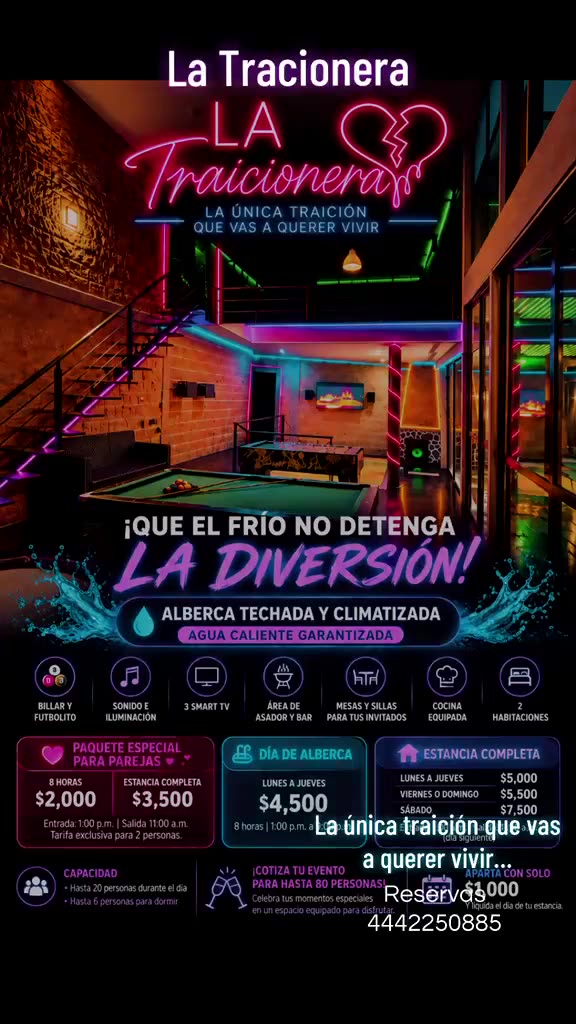 La Tracionera
LA
Traicionera
LA ÚNICA TRAICIÓN
QUE VAS A QUERER VIVIR
¡QUE EL FRÍO NO DETENGA
LA DIVERSIÓN!
ALBERCA TECHADA Y CLIMATIZADA
AGUA CALIENTE GARANTIZADA
BILLAR Y
FUTBOLITO
SONIDO E
ILUMINACIÓN
3 SMART TV
ÁREA DE
ASADOR Y BAR
MESAS Y SILLAS
PARA TUS INVITADOS
COCINA
EQUIPADA
2
HABITACIONES
PAQUETE ESPECIAL
PARA PAREJAS
8 HORAS
$2,000
ESTANCIA COMPLETA
$3,500
Entrada: 1:00 p.m. | Salida 11:00 a.m.
Tarifa exclusiva para 2 personas.
DÍA DE ALBERCA
LUNES A JUEVES
$4,500
8 horas | 1:00 p.m. a
ESTANCIA COMPLETA
LUNES A JUEVES $5,000
VIERNES O DOMINGO $5,500
SÁBADO $7,500
(día siguiente)
La única traición que vas
a querer vivir...
CAPACIDAD
• Hasta 20 personas durante el día
• Hasta 6 personas para dormir
¡COTIZA TU EVENTO
PARA HASTA 80 PERSONAS!
Celebra tus momentos especiales
en un espacio equipado para disfrutar.
APARTA CON SOLO
$1,000
Y liquida el día de tu estancia.
Reservas
4442250885